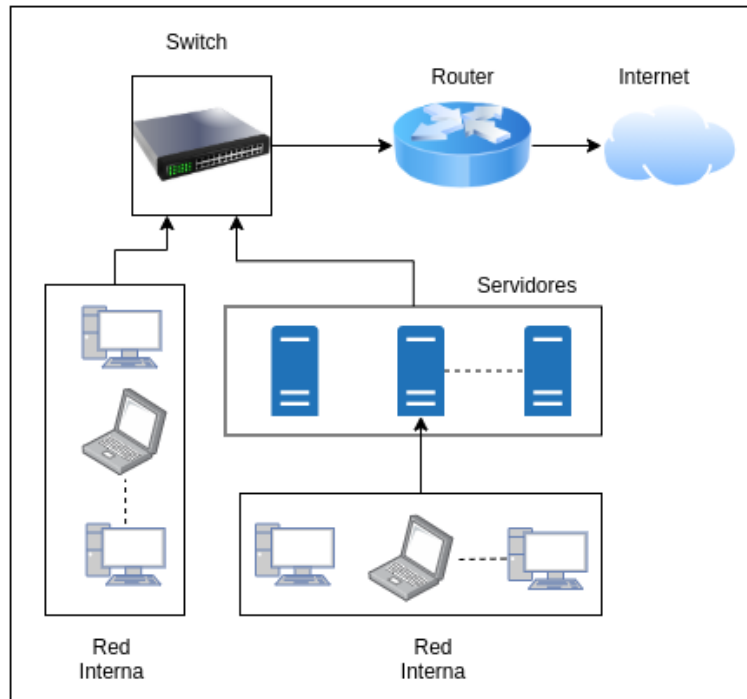 Switch
Router
Internet
Servidores
Red
Interna
Red
Interna